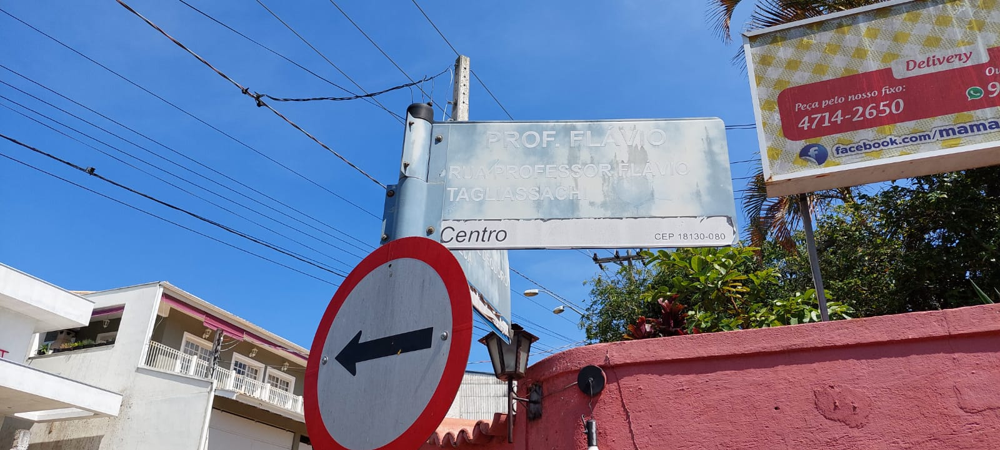 PROF. FLÁVIO
RUA PROFESSOR FLÁVIO
TAGLIASSACHI
Centro
CEP 18130-080
DEODORO
Delivery
Peça pelo nosso fixo:
4714-2650
facebook.com/mama